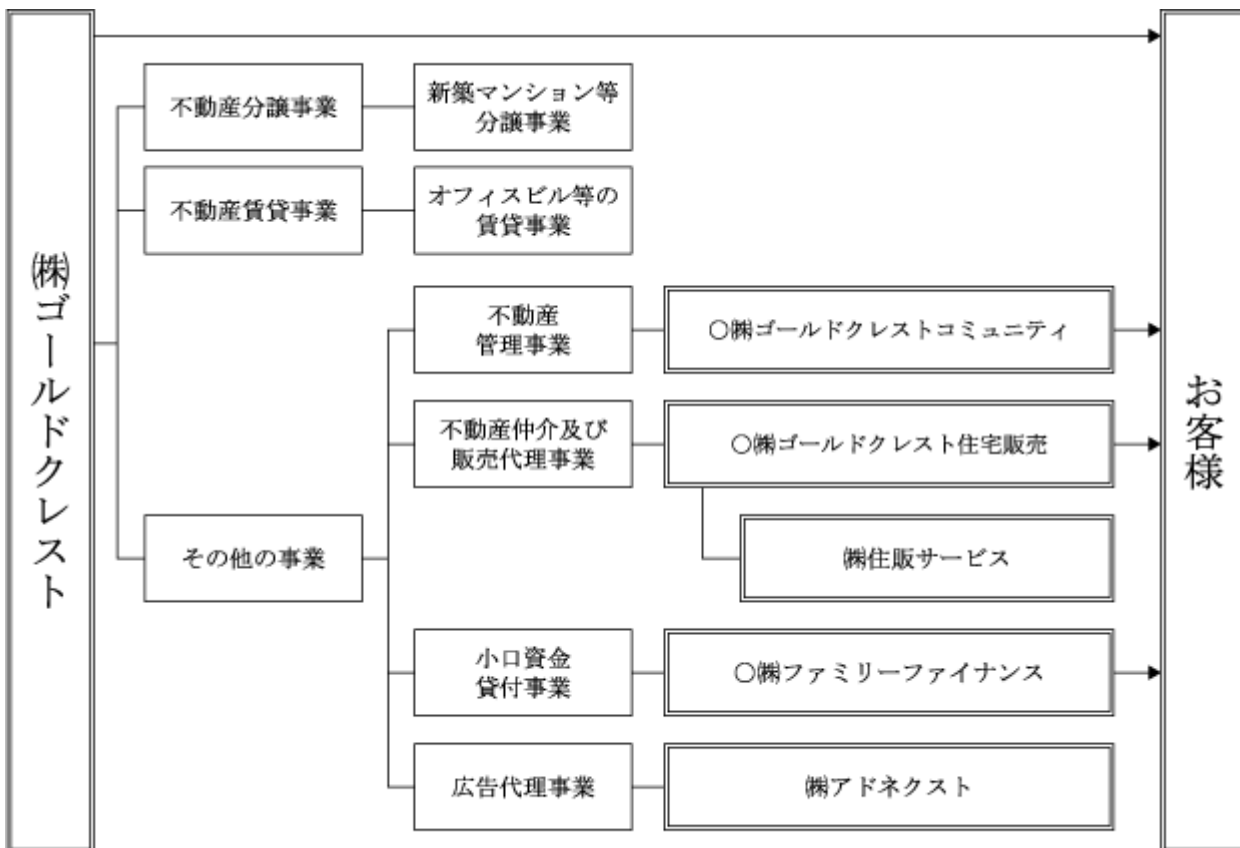 ㈱ゴールドクレスト
不動産分譲事業
新築マンション等
分譲事業
不動産賃貸事業
オフィスビル等の
賃貸事業
その他の事業
不動産
管理事業
○㈱ゴールドクレストコミュニティ
不動産仲介及び
販売代理事業
○㈱ゴールドクレスト住宅販売
㈱住販サービス
小口資金
貸付事業
○㈱ファミリーファイナンス
広告代理事業
㈱アドネクスト
お客様